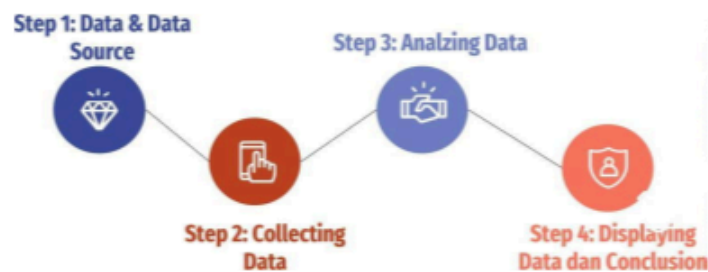 Step 1: Data & Data
Source
Step 2: Collecting
Data
Step 3: Analzing Data
Step 4: Displaying
Data dan Conclusion